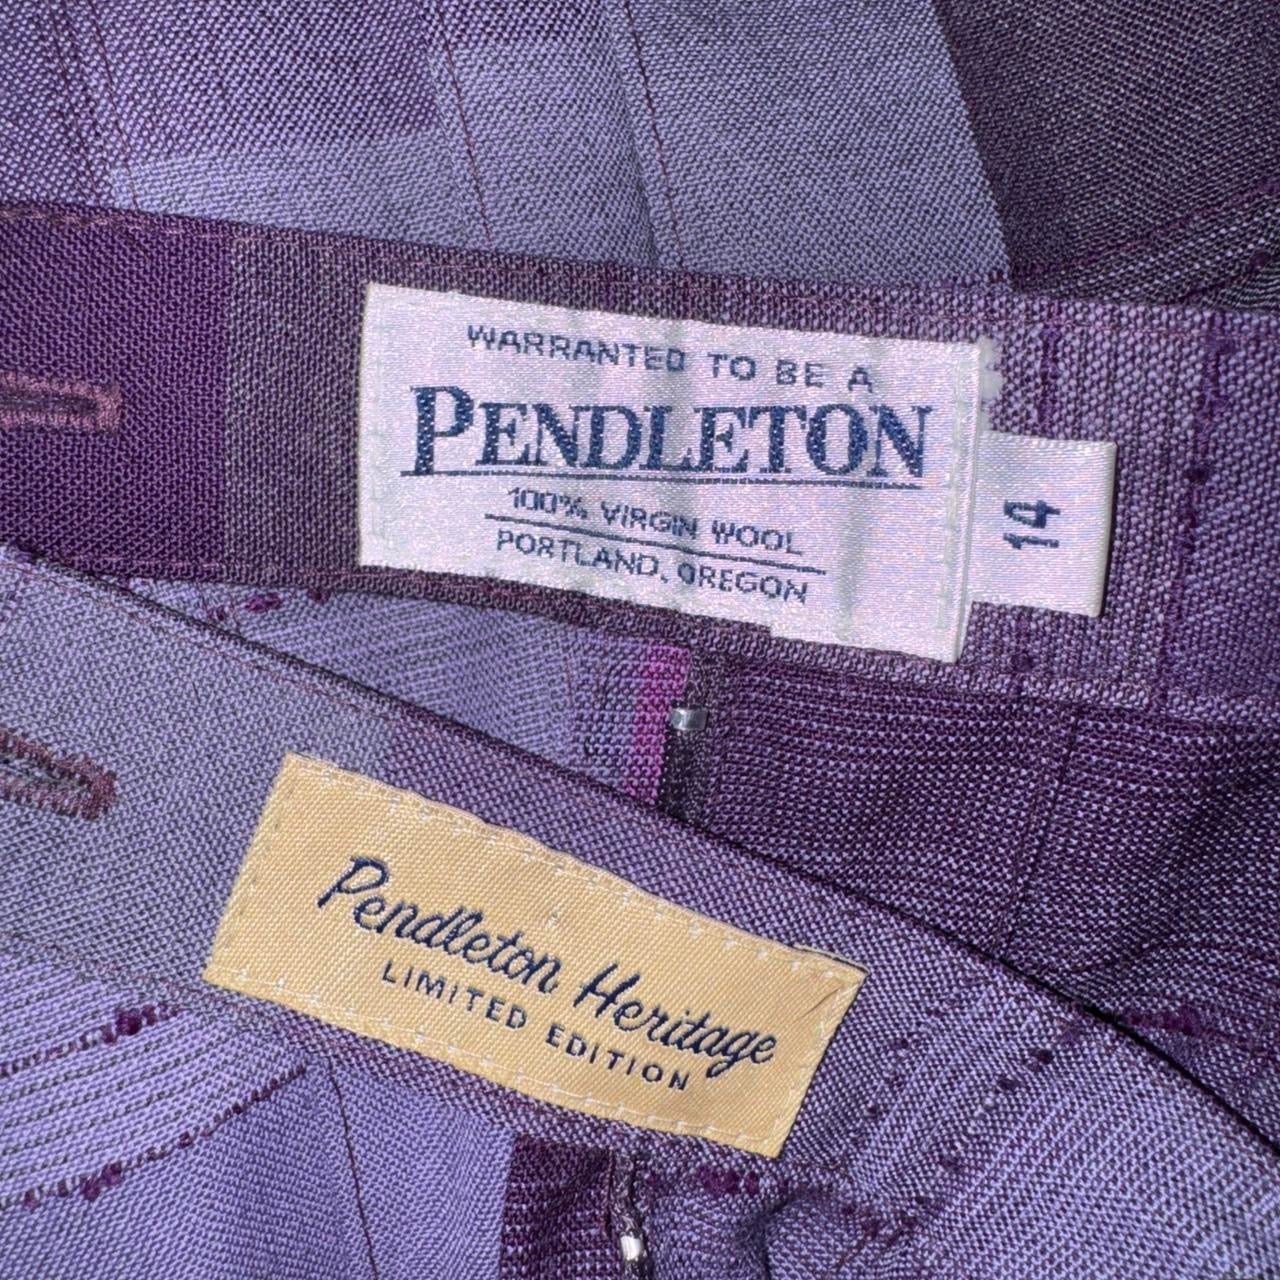 WARRANTED TO BE A
PENDLETON
100% VIRGIN WOOL
PORTLAND, OREGON
14
Pendleton Heritage
LIMITED EDITION